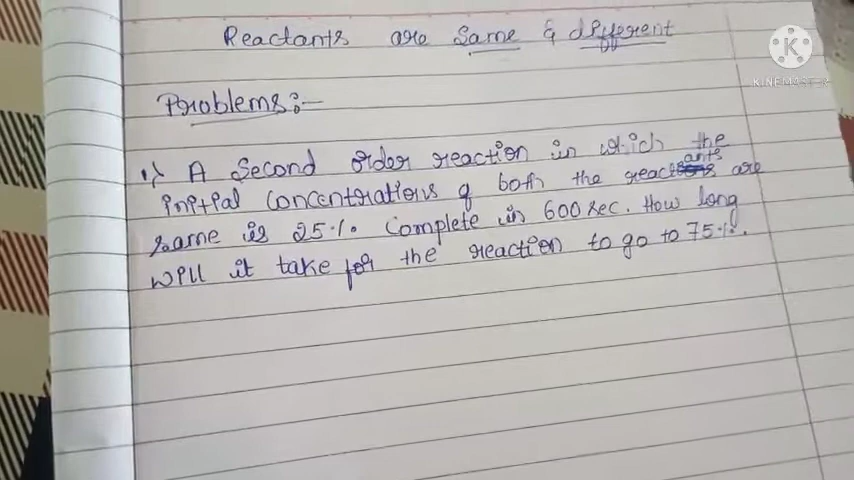 Reactants are same & different
KINEMASTER
Problems:-
1) A Second order reaction in which the
initial concentrations of both the reactants are
same is 25%. Complete in 600 sec. How long
will it take for the reaction to go to 75%.